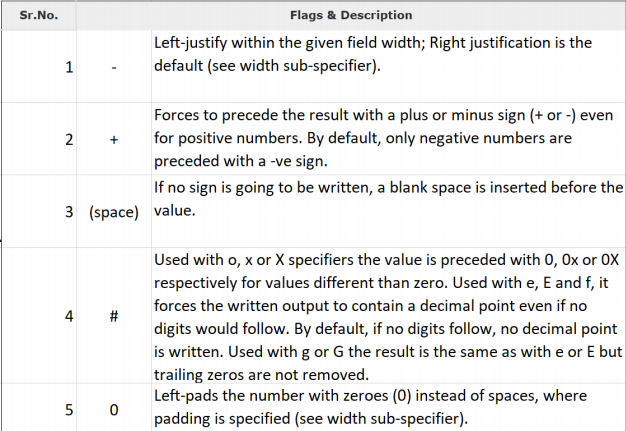 Sr.No. Flags & Description
Left-justify within the given field width; Right justification is the
1 - default (see width sub-specifier).
Forces to precede the result with a plus or minus sign (+ or -) even
2 + for positive numbers. By default, only negative numbers are
preceded with a -ve sign.
If no sign is going to be written, a blank space is inserted before the
3 (space) value.
Used with o, x or X specifiers the value is preceded with 0, 0x or 0X
respectively for values different than zero. Used with e, E and f, it
forces the written output to contain a decimal point even if no
4 # digits would follow. By default, if no digits follow, no decimal point
is written. Used with g or G the result is the same as with e or E but
trailing zeros are not removed.
Left-pads the number with zeroes (0) instead of spaces, where
5 0 padding is specified (see width sub-specifier).